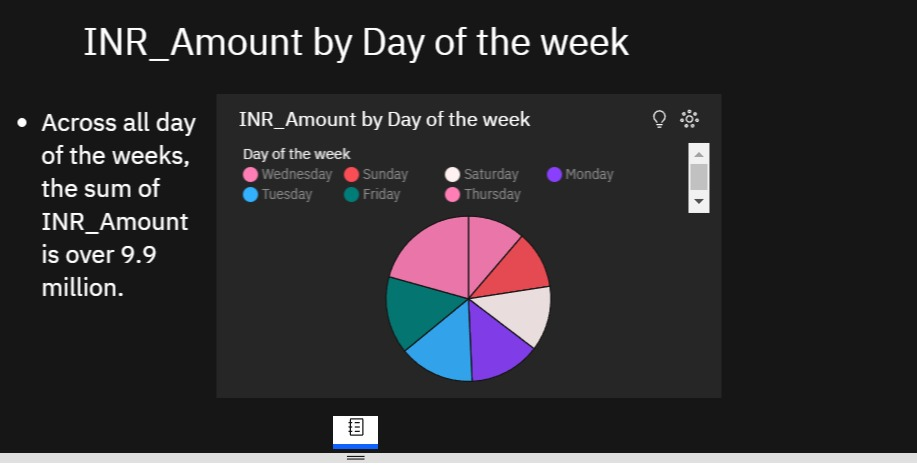 INR_Amount by Day of the week
• Across all day
of the weeks,
the sum of
INR_Amount
is over 9.9
million.
INR_Amount by Day of the week
Day of the week
Wednesday Sunday Saturday Monday
Tuesday Friday Thursday